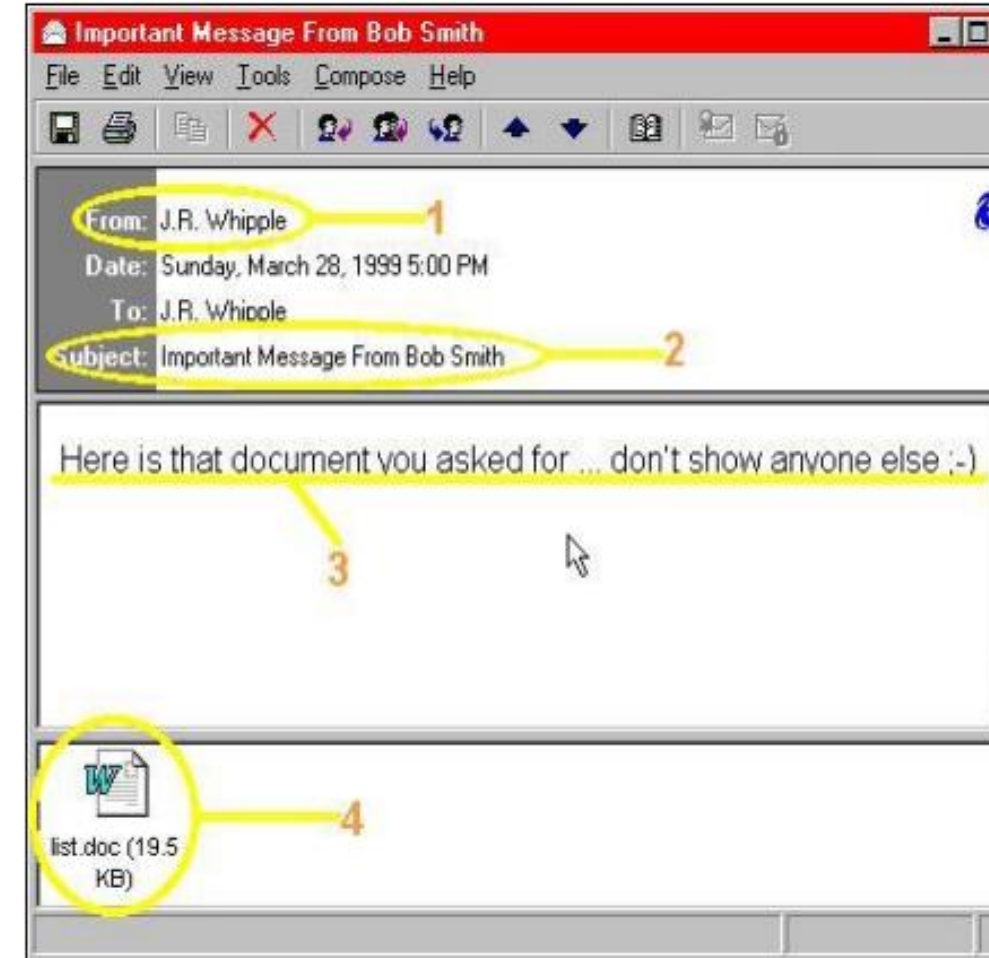 Important Message From Bob Smith
File Edit View Tools Compose Help
From: J.R. Whipple 1
Date: Sunday, March 28, 1999 5:00 PM
To: J.R. Whipple
Subject: Important Message From Bob Smith 2
Here is that document you asked for ... don't show anyone else ;-)
3
W
list.doc (19.5
KB)
4